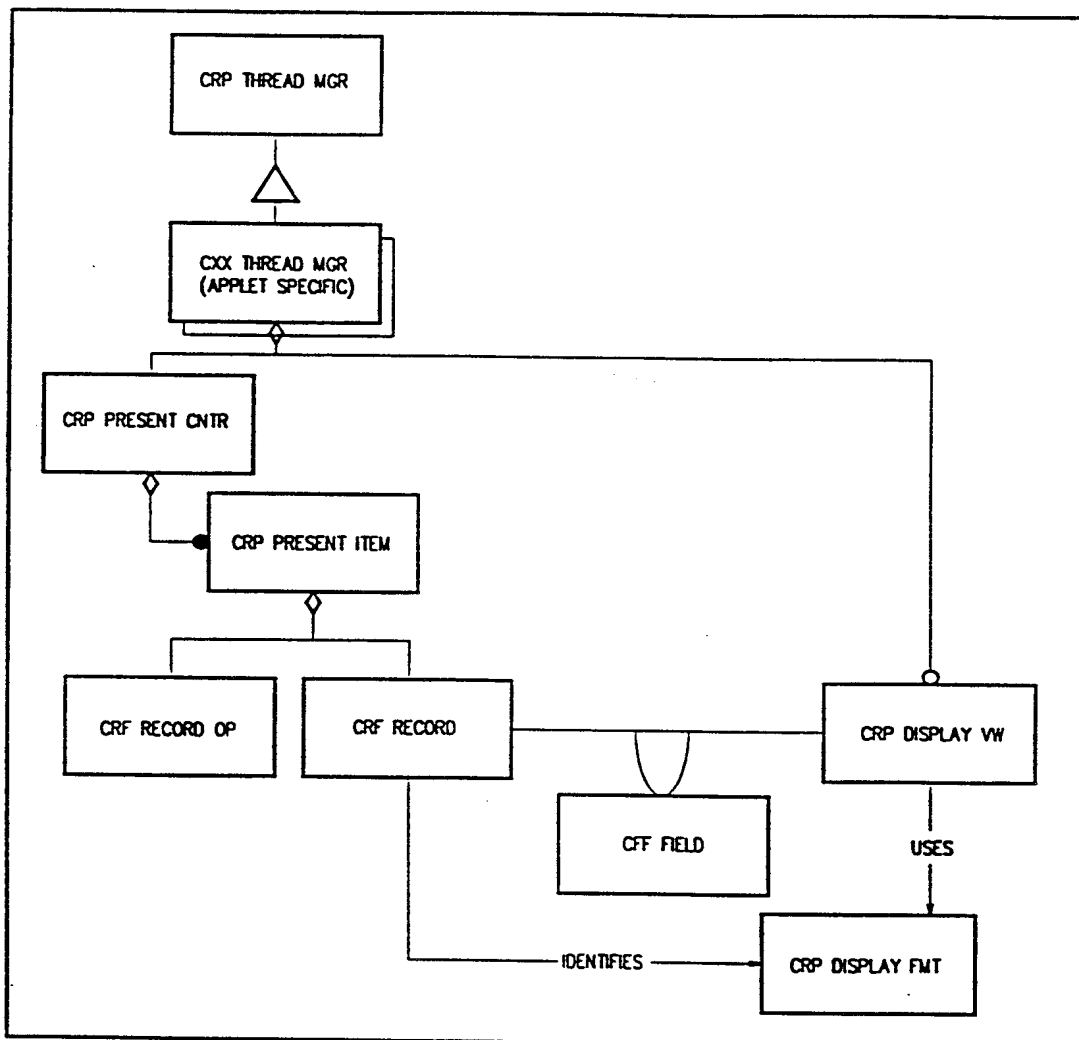 CRP THREAD MGR
CXX THREAD MGR
(APPLET SPECIFIC)
CRP PRESENT CNTR
CRP PRESENT ITEM
CRF RECORD OP
CRF RECORD
CRP DISPLAY VW
CFF FIELD
USES
IDENTIFIES
CRP DISPLAY FMT